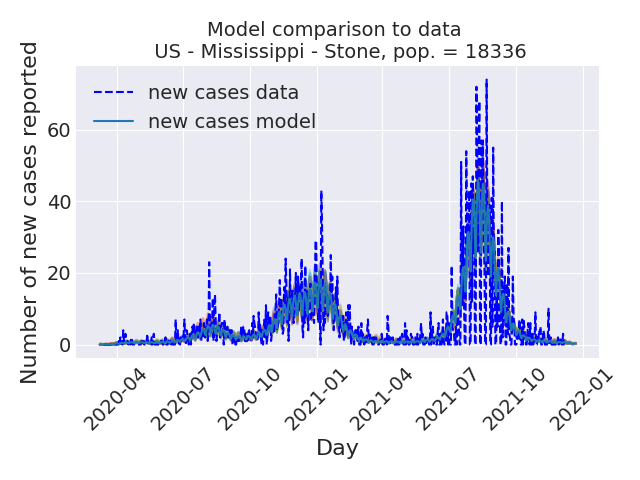 Model comparison to data
US - Mississippi - Stone, pop. = 18336
Number of new cases reported
new cases data
new cases model
60
40
20
0
2020-04
2020-07
2020-10
2021-01
2021-04
2021-07
2021-10
2022-01
Day